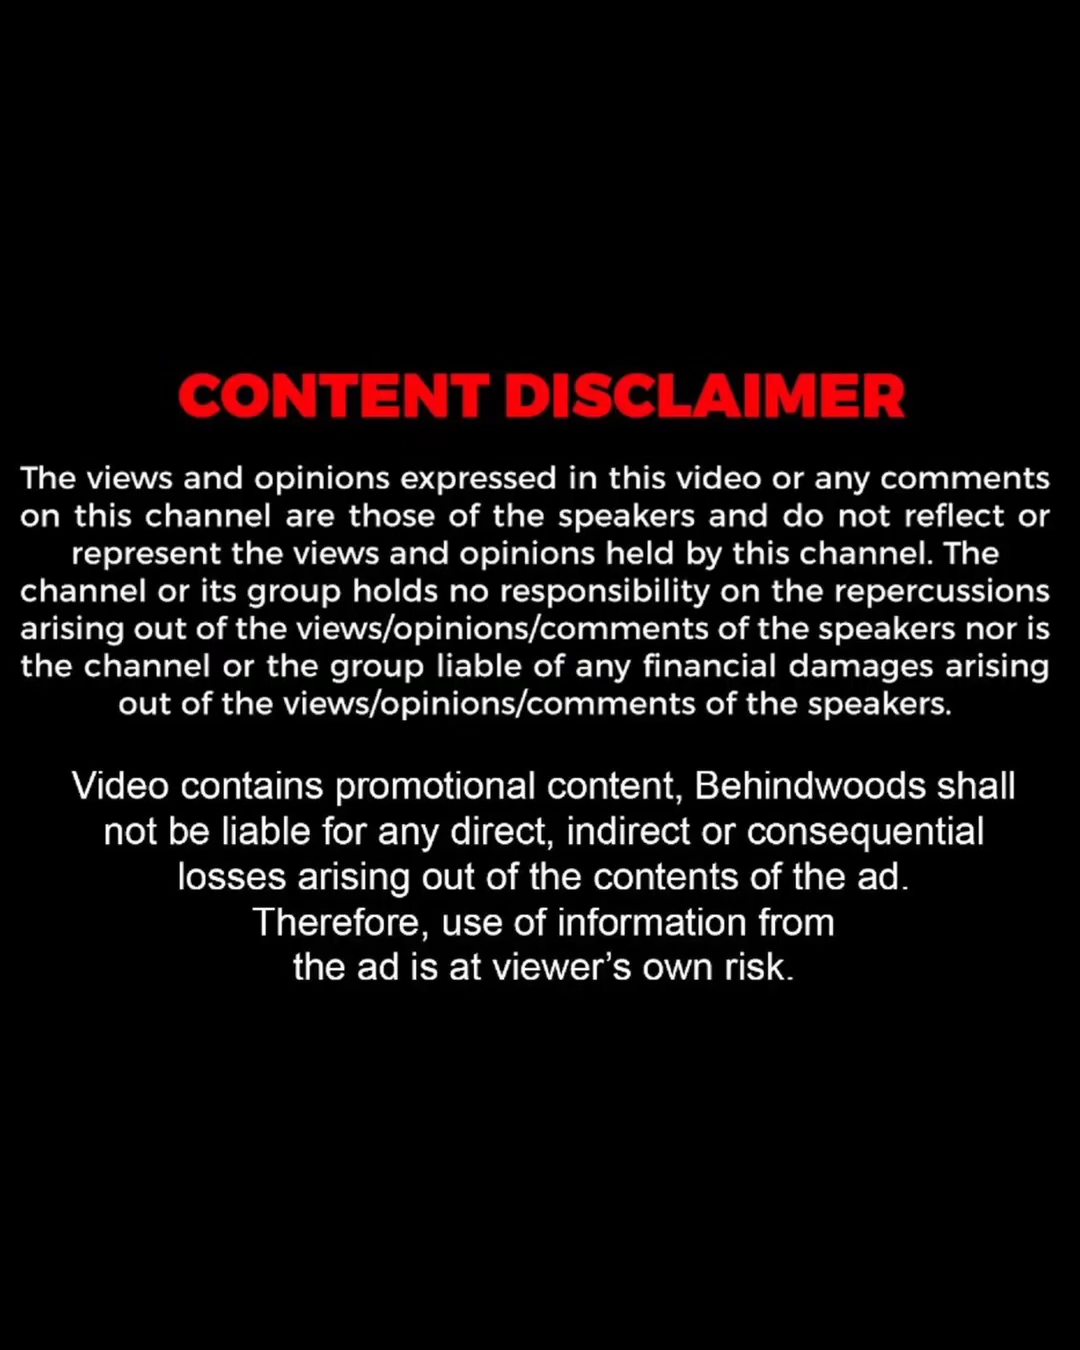 CONTENT DISCLAIMER
The views and opinions expressed in this video or any comments
on this channel are those of the speakers and do not reflect or
represent the views and opinions held by this channel. The
channel or its group holds no responsibility on the repercussions
arising out of the views/opinions/comments of the speakers nor is
the channel or the group liable of any financial damages arising
out of the views/opinions/comments of the speakers.
Video contains promotional content, Behindwoods shall
not be liable for any direct, indirect or consequential
losses arising out of the contents of the ad.
Therefore, use of information from
the ad is at viewer’s own risk.